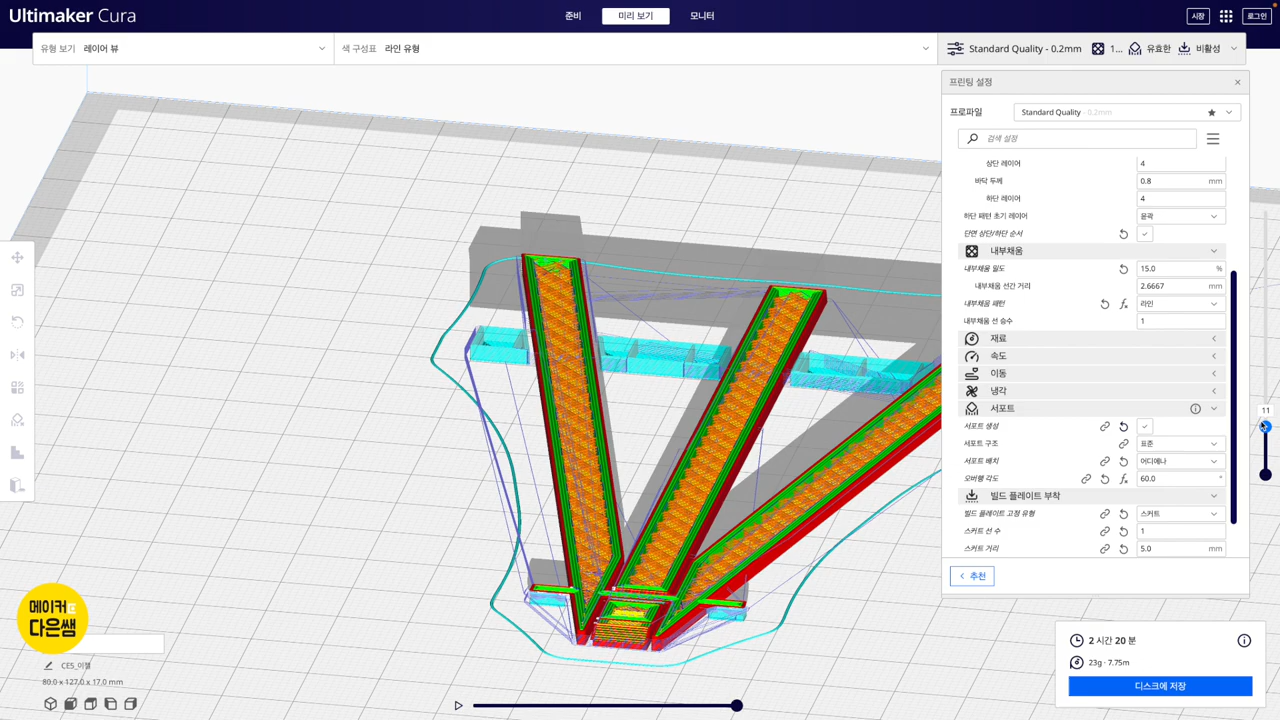 Ultimaker Cura
준비
미리 보기
모니터
시장
로그인
유형 보기 레이어 뷰
색 구성표 라인 유형
Standard Quality - 0.2mm
1...
유효한
비활성
프린팅 설정
프로파일
Standard Quality - 0.2mm
검색 설정
상단 레이어 4
바닥 두께 0.8 mm
하단 레이어 4
하단 패턴 초기 레이어 윤곽
단면 상단/하단 순서
내부채움
내부채움 밀도 15.0 %
내부채움 선간 거리 2.6667 mm
내부채움 패턴 라인
내부채움 선 승수 1
재료
속도
이동
냉각
서포트
서포트 생성
서포트 구조 표준
서포트 배치 어디에나
오버행 각도 60.0 °
빌드 플레이트 부착
빌드 플레이트 고정 유형 스커트
스커트 선 수 1
스커트 거리 5.0 mm
추천
11
메이커
다은쌤
CE5_이젤
80.0 x 127.0 x 17.0 mm
2 시간 20 분
23g · 7.75m
디스크에 저장